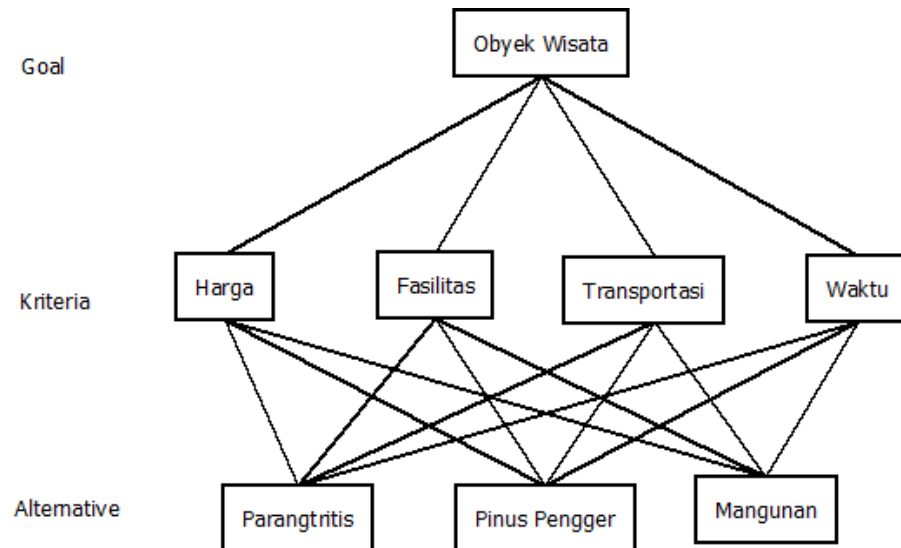 Goal
Obyek Wisata
Kriteria
Harga
Fasilitas
Transportasi
Waktu
Alternative
Parangtritis
Pinus Pengger
Mangunan